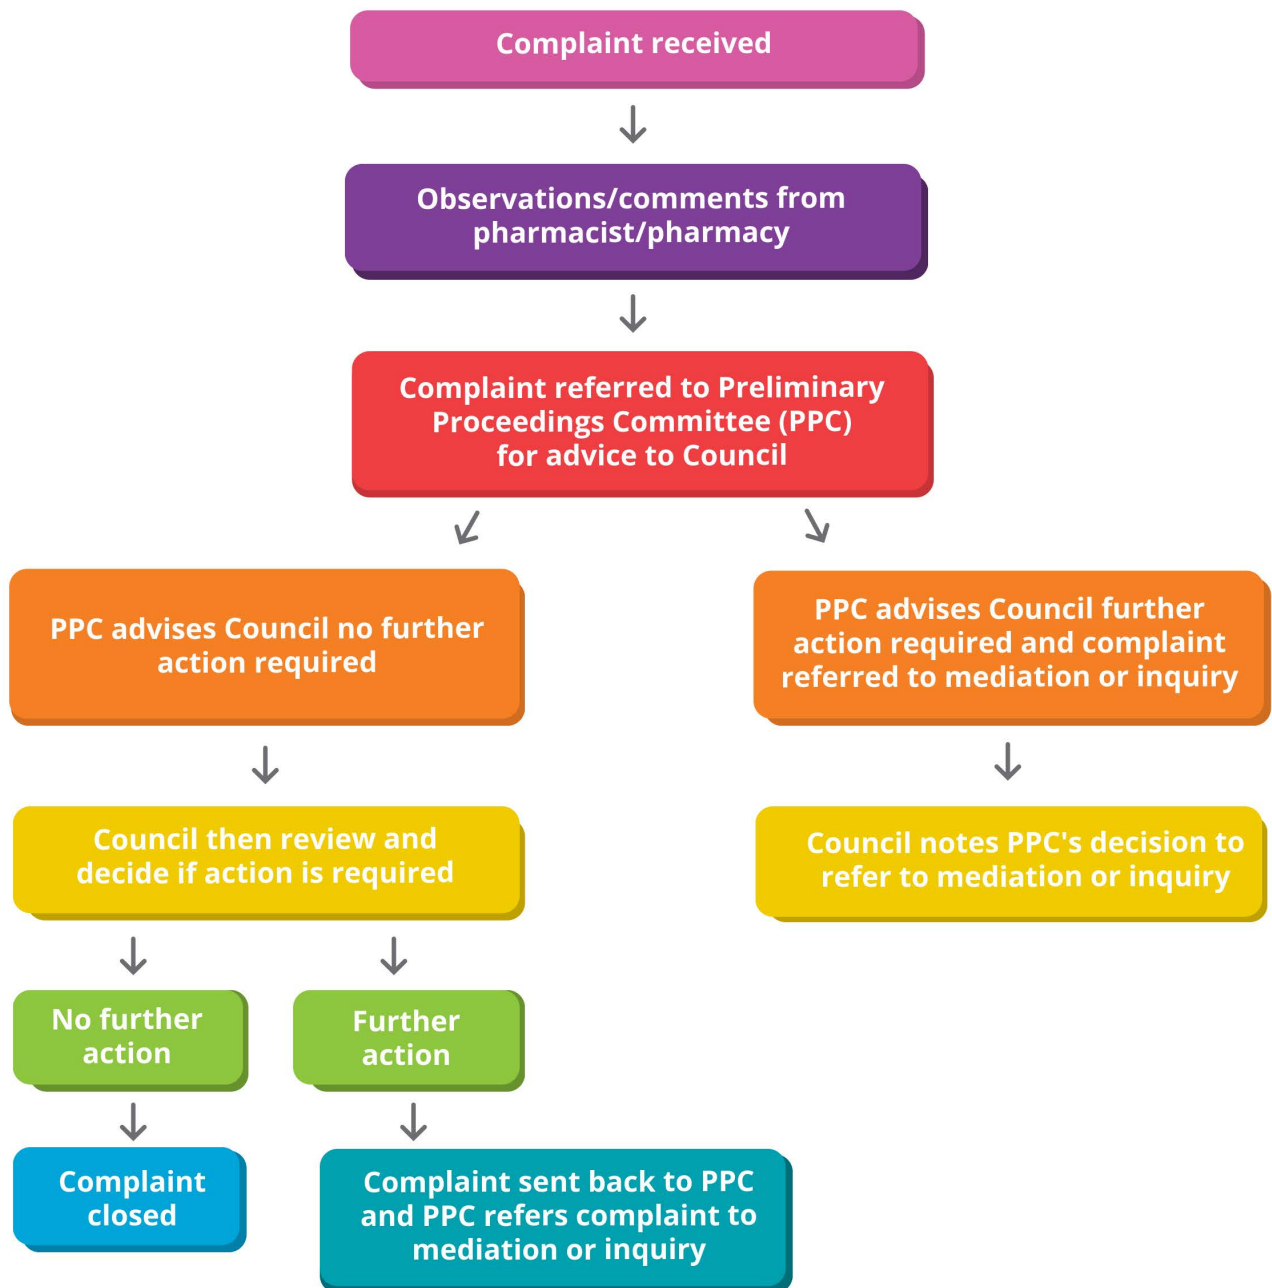 Complaint received
Observations/comments from
pharmacist/pharmacy
Complaint referred to Preliminary
Proceedings Committee (PPC)
for advice to Council
PPC advises Council no further
action required
PPC advises Council further
action required and complaint
referred to mediation or inquiry
Council then review and
decide if action is required
Council notes PPC's decision to
refer to mediation or inquiry
No further
action
Further
action
Complaint
closed
Complaint sent back to PPC
and PPC refers complaint to
mediation or inquiry